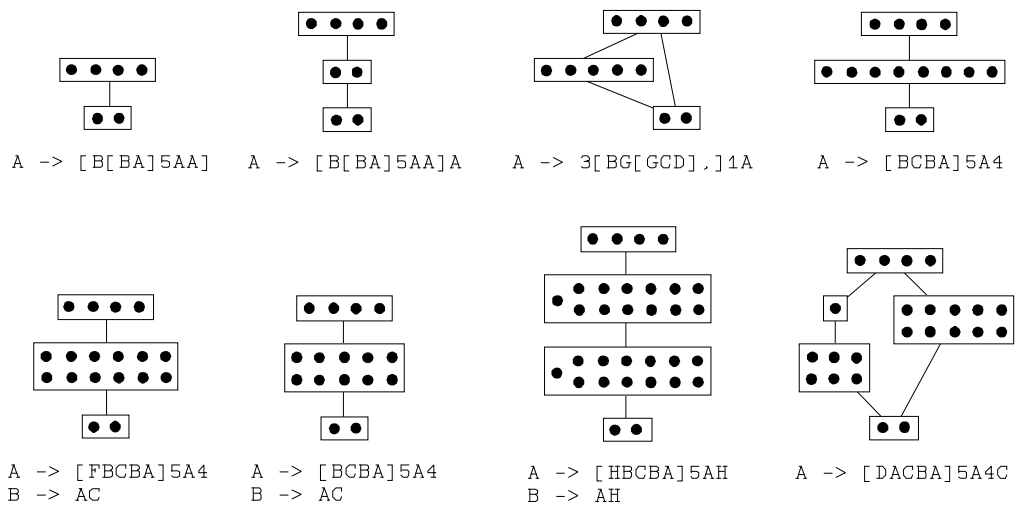 A -> [B[BA]5AA]
A -> [B[BA]5AA]A
A -> 3[BG[GCD],]1A
A -> [BCBA]5A4
A -> [FBCBA]5A4
B -> AC
A -> [BCBA]5A4
B -> AC
A -> [HBCBA]5AH
B -> AH
A -> [DACBA]5A4C